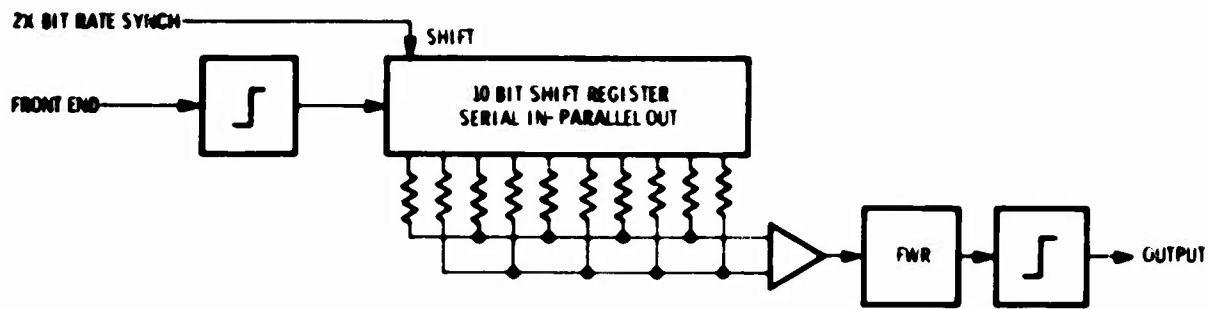 2X BIT RATE SYNCH
SHIFT
FRONT END
10 BIT SHIFT REGISTER
SERIAL IN-PARALLEL OUT
FWR
OUTPUT